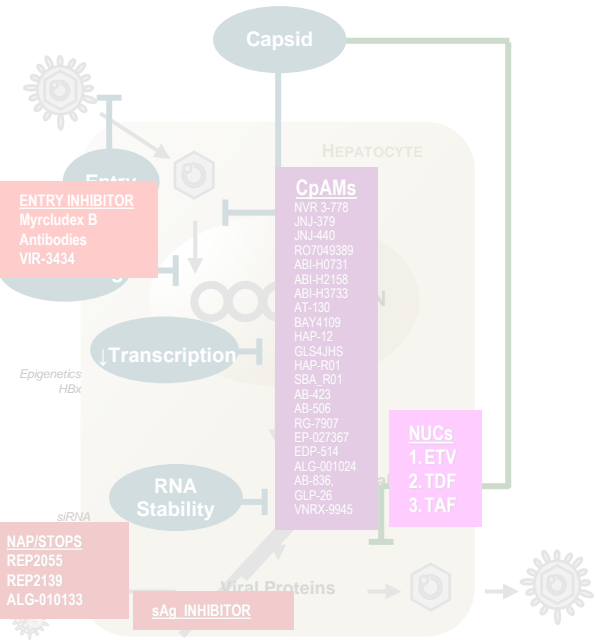 Capsid
HEPATOCYTE
Entry
ENTRY INHIBITOR
Myrcludex B
Antibodies
VIR-3434
CpAMs
NVR 3-778
JNJ-379
JNJ-440
RO7049389
ABI-H0731
ABI-H2158
ABI-H3733
AT-130
BAY4109
HAP-12
GLS4JHS
HAP-R01
SBA_R01
AB-423
AB-506
RG-7907
EP-027367
EDP-514
ALG-001024
AB-836,
GLP-26
VNRX-9945
↓Transcription
Epigenetics
HBx
NUCs
1. ETV
2. TDF
3. TAF
RNA
Stability
siRNA
NAP/STOPS
REP2055
REP2139
ALG-010133
Viral Proteins
sAg INHIBITOR